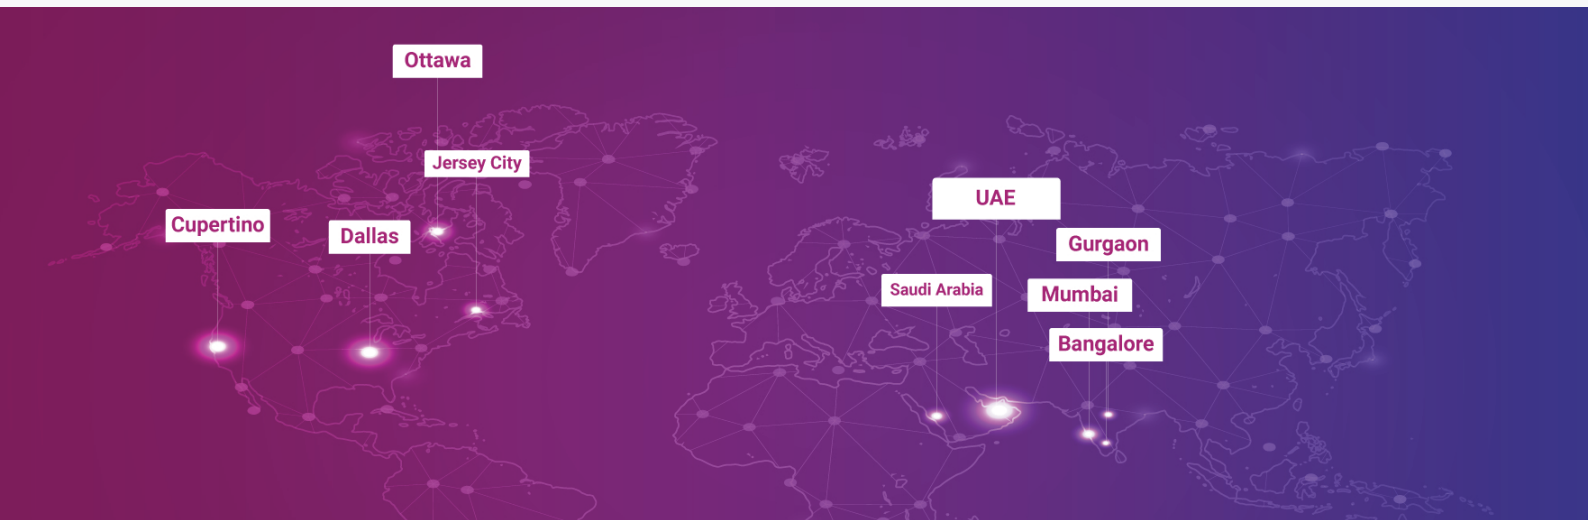 Ottawa
Jersey City
Cupertino
Dallas
UAE
Gurgaon
Saudi Arabia
Mumbai
Bangalore